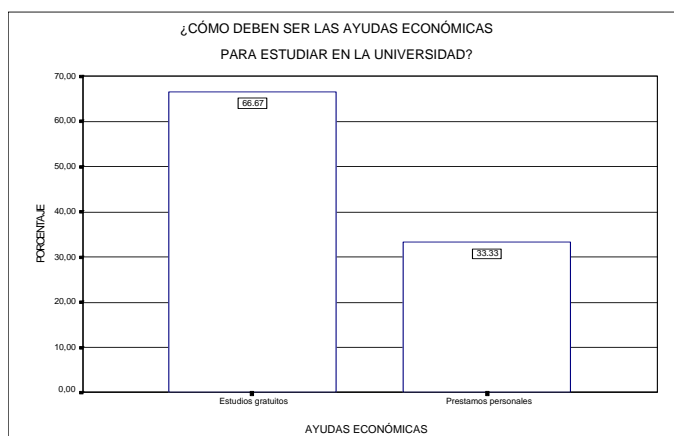 ¿CÓMO DEBEN SER LAS AYUDAS ECONÓMICAS
PARA ESTUDIAR EN LA UNIVERSIDAD?
70,00
60,00
50,00
40,00
30,00
20,00
10,00
0,00
PORCENTAJE
66.67
33.33
Estudios gratuitos
Prestamos personales
AYUDAS ECONÓMICAS